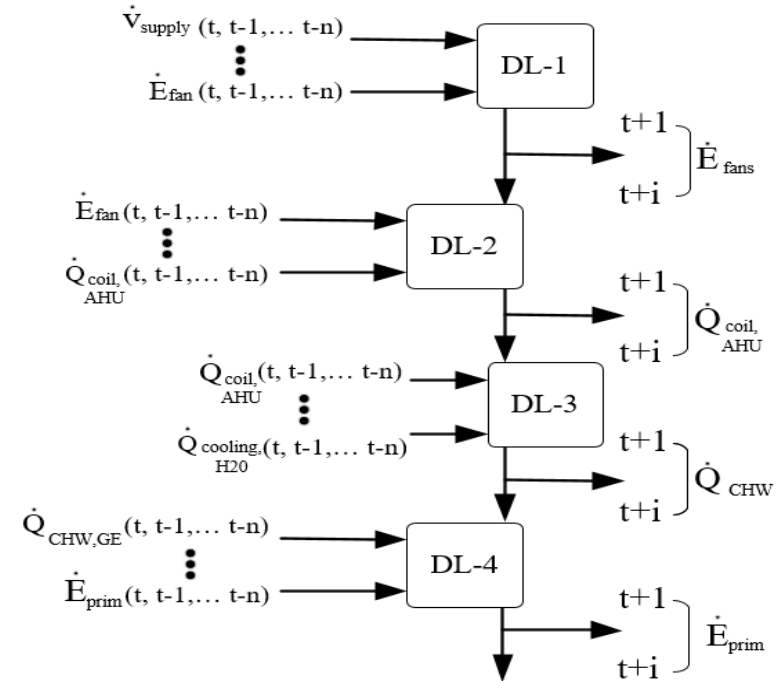 V̇supply (t, t-1,... t-n)
DL-1
Ėfan (t, t-1,... t-n)
t+1
Ėfans
t+i
Ėfan (t, t-1,... t-n)
DL-2
Q̇coil, (t, t-1,... t-n)
AHU
t+1
Q̇coil,
AHU
t+i
Q̇coil, (t, t-1,... t-n)
AHU
DL-3
Q̇cooling, (t, t-1,... t-n)
H20
t+1
Q̇ CHW
t+i
Q̇CHW,GE (t, t-1,... t-n)
DL-4
Ėprim (t, t-1,... t-n)
t+1
Ėprim
t+i